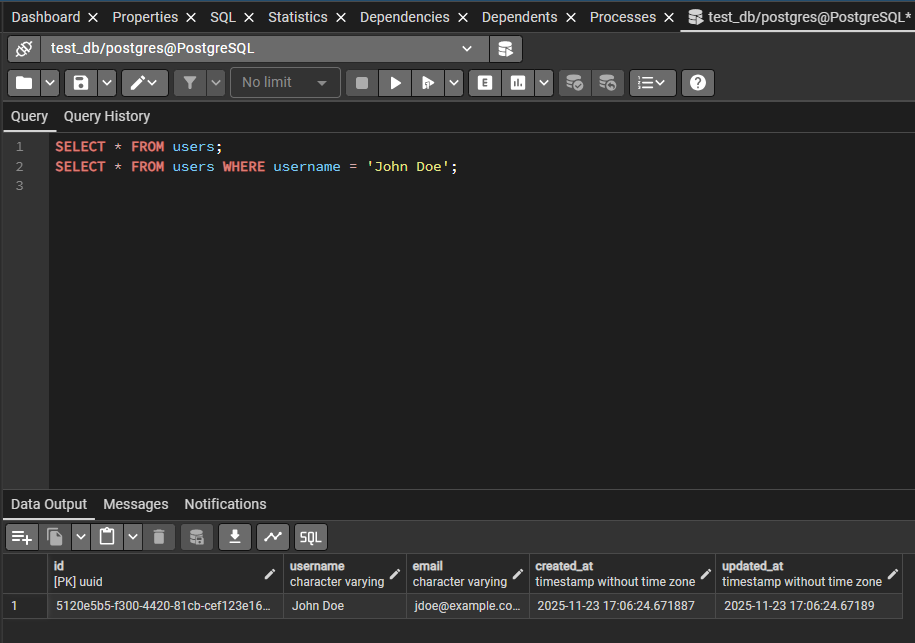 Dashboard Properties SQL Statistics Dependencies Dependents Processes test_db/postgres@PostgreSQL*
test_db/postgres@PostgreSQL
No limit E
Query Query History
1 SELECT * FROM users;
2 SELECT * FROM users WHERE username = 'John Doe';
3
Data Output Messages Notifications
SQL
id username email created_at updated_at
[PK] uuid character varying character varying timestamp without time zone timestamp without time zone
1 5120e5b5-f300-4420-81cb-cef123e16... John Doe jdoe@example.co... 2025-11-23 17:06:24.671887 2025-11-23 17:06:24.67189